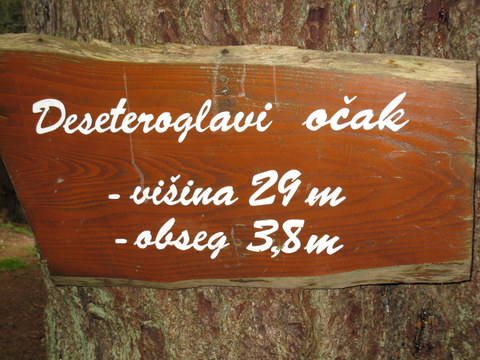 Deseteroglavi očak
- višina 29 m
- obseg 3,8 m